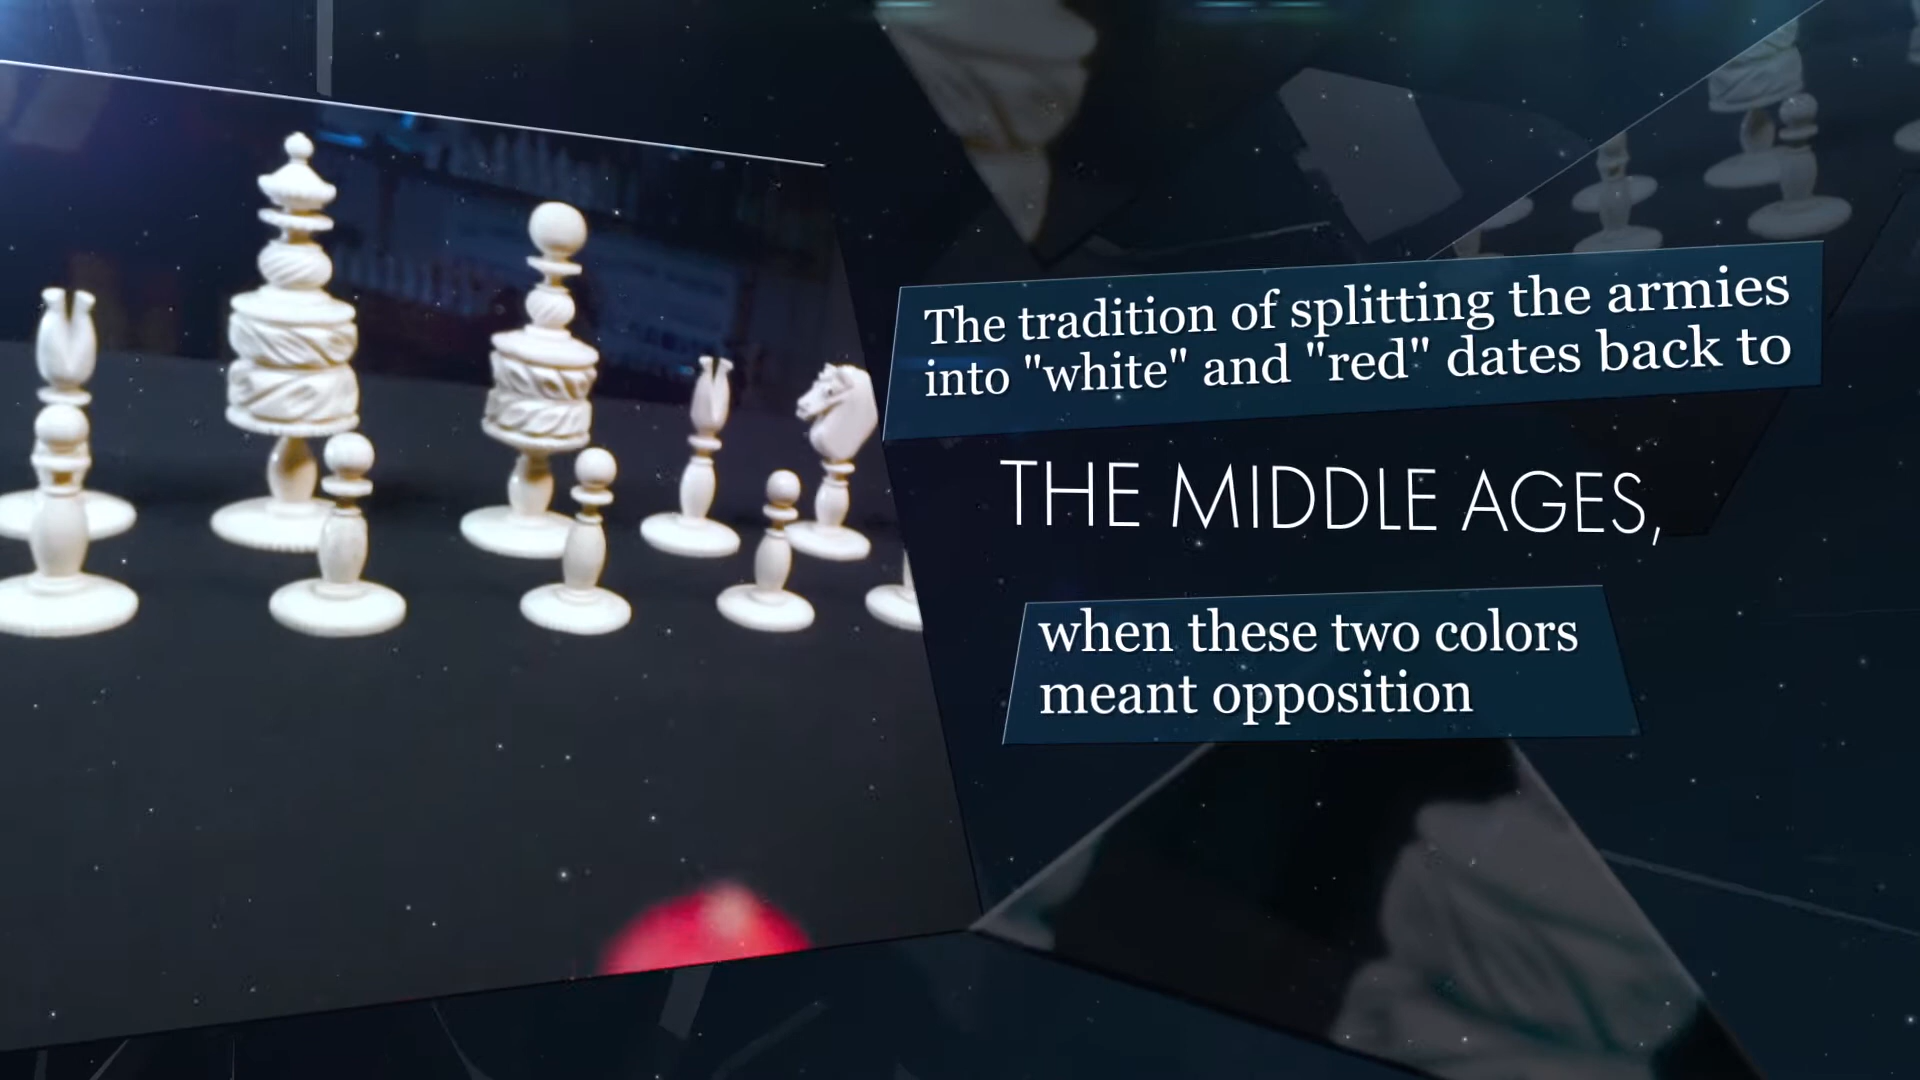 The tradition of splitting the armies
into "white" and "red" dates back to
THE MIDDLE AGES,
when these two colors
meant opposition